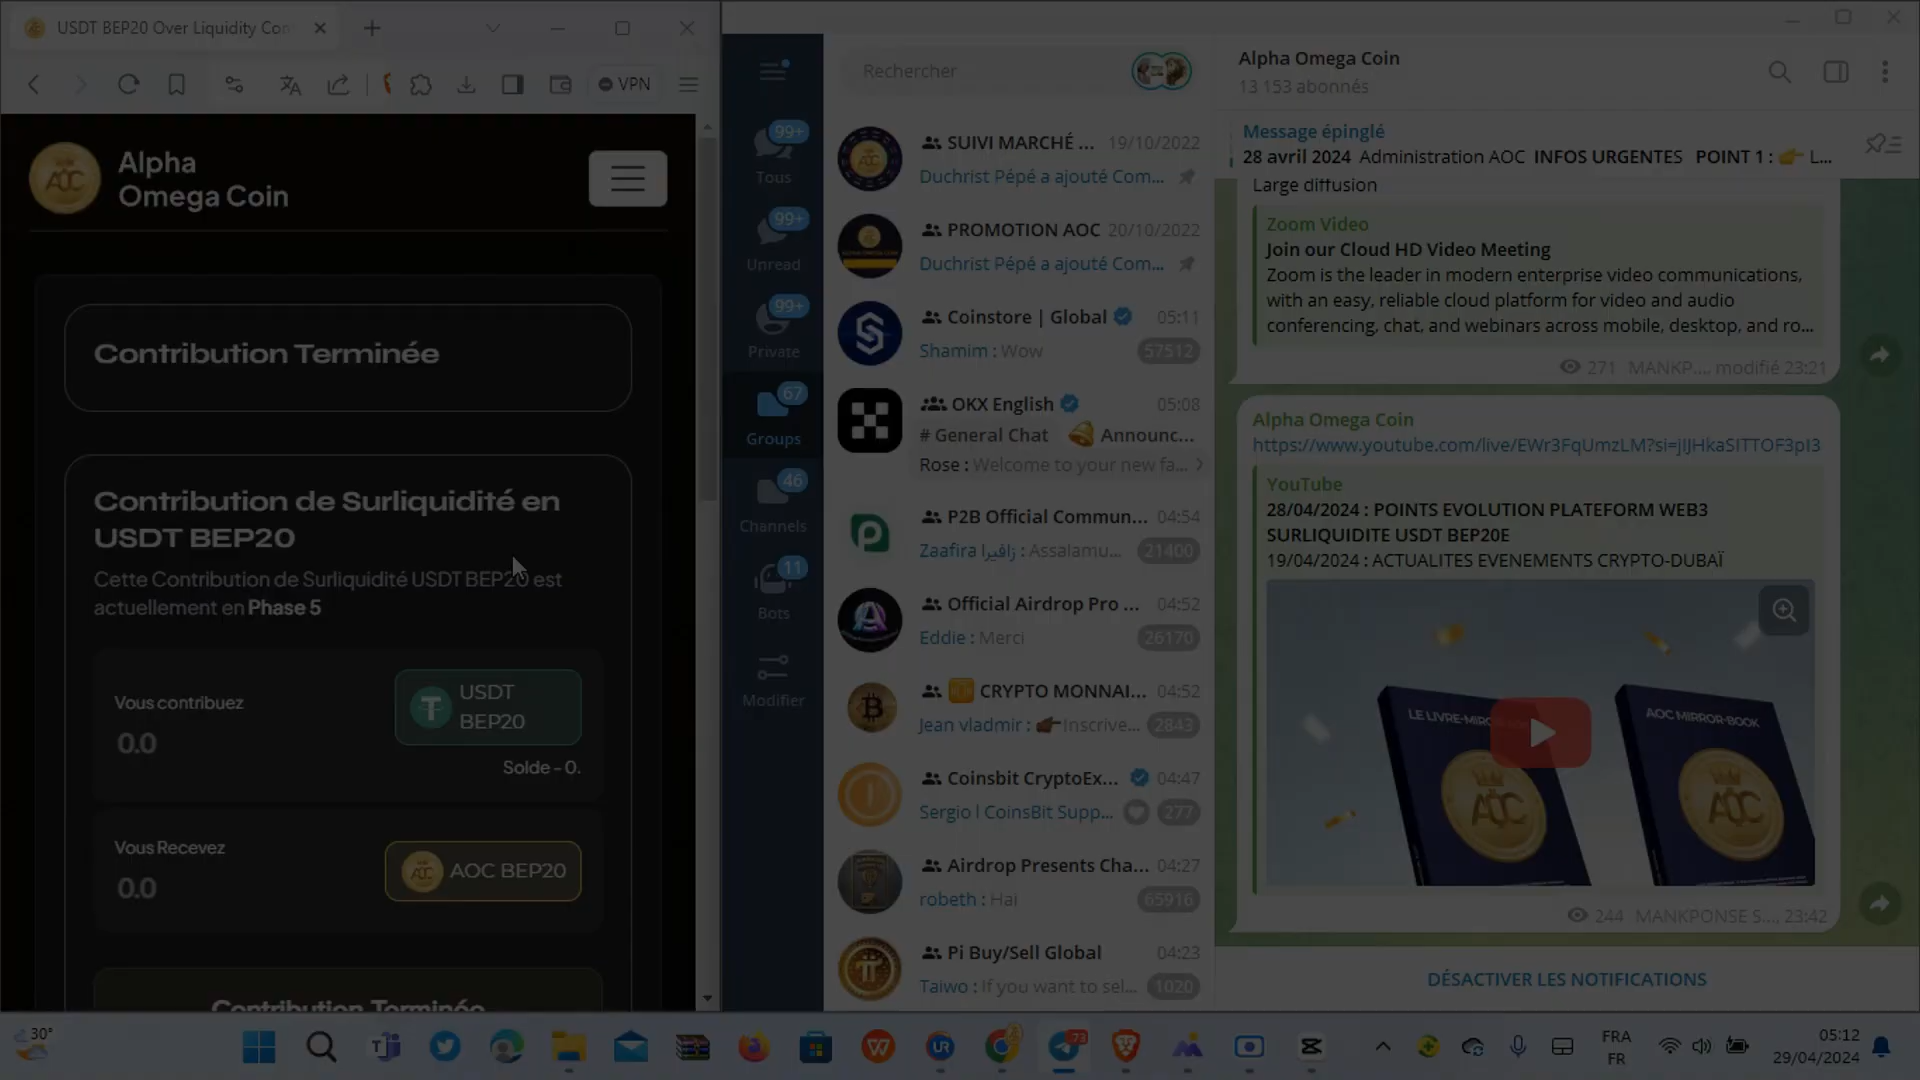 USDT BEP20 Over Liquidity Con
VPN
Alpha
Omega Coin
Contribution Terminée
Contribution de Surliquidité en
USDT BEP20
Cette Contribution de Surliquidité USDT BEP20 est
actuellement en Phase 5
Vous contribuez
0.0
USDT
BEP20
Solde - 0.
Vous Recevez
0.0
AOC BEP20
Contribution Terminée
99+
Tous
99+
Unread
99+
Private
67
Groups
46
Channels
11
Bots
Modifier
Rechercher
SUIVI MARCHÉ ... 19/10/2022
Duchrist Pépé a ajouté Com...
PROMOTION AOC 20/10/2022
Duchrist Pépé a ajouté Com...
Coinstore | Global 05:11
Shamim : Wow 57512
OKX English 05:08
# General Chat Announc...
Rose : Welcome to your new fa...
P2B Official Commun... 04:54
Zaafira زافيرا : Assalamu... 21400
Official Airdrop Pro ... 04:52
Eddie : Merci 26170
CRYPTO MONNAI... 04:52
Jean vladmir : Inscrive... 2843
Coinsbit CryptoEx... 04:47
Sergio l CoinsBit Supp... 277
Airdrop Presents Cha... 04:27
robeth : Hai 65916
Pi Buy/Sell Global 04:23
Taiwo : If you want to sel... 1020
Alpha Omega Coin
13 153 abonnés
Message épinglé
28 avril 2024 Administration AOC INFOS URGENTES POINT 1 : 👉 L...
Large diffusion
Zoom Video
Join our Cloud HD Video Meeting
Zoom is the leader in modern enterprise video communications,
with an easy, reliable cloud platform for video and audio
conferencing, chat, and webinars across mobile, desktop, and ro...
271 MANKP..., modifié 23:21
Alpha Omega Coin
https://www.youtube.com/live/EWr3FqUmzLM?si=jIJHkaSITTOF3pI3
YouTube
28/04/2024 : POINTS EVOLUTION PLATEFORM WEB3
SURLIQUIDITE USDT BEP20E
19/04/2024 : ACTUALITES EVENEMENTS CRYPTO-DUBAÏ
LE LIVRE-MIRO
AOC MIRROR-BOOK
AOC
AOC
244 MANKPONSE S..., 23:42
DÉSACTIVER LES NOTIFICATIONS
30°
73
FRA
FR
05:12
29/04/2024